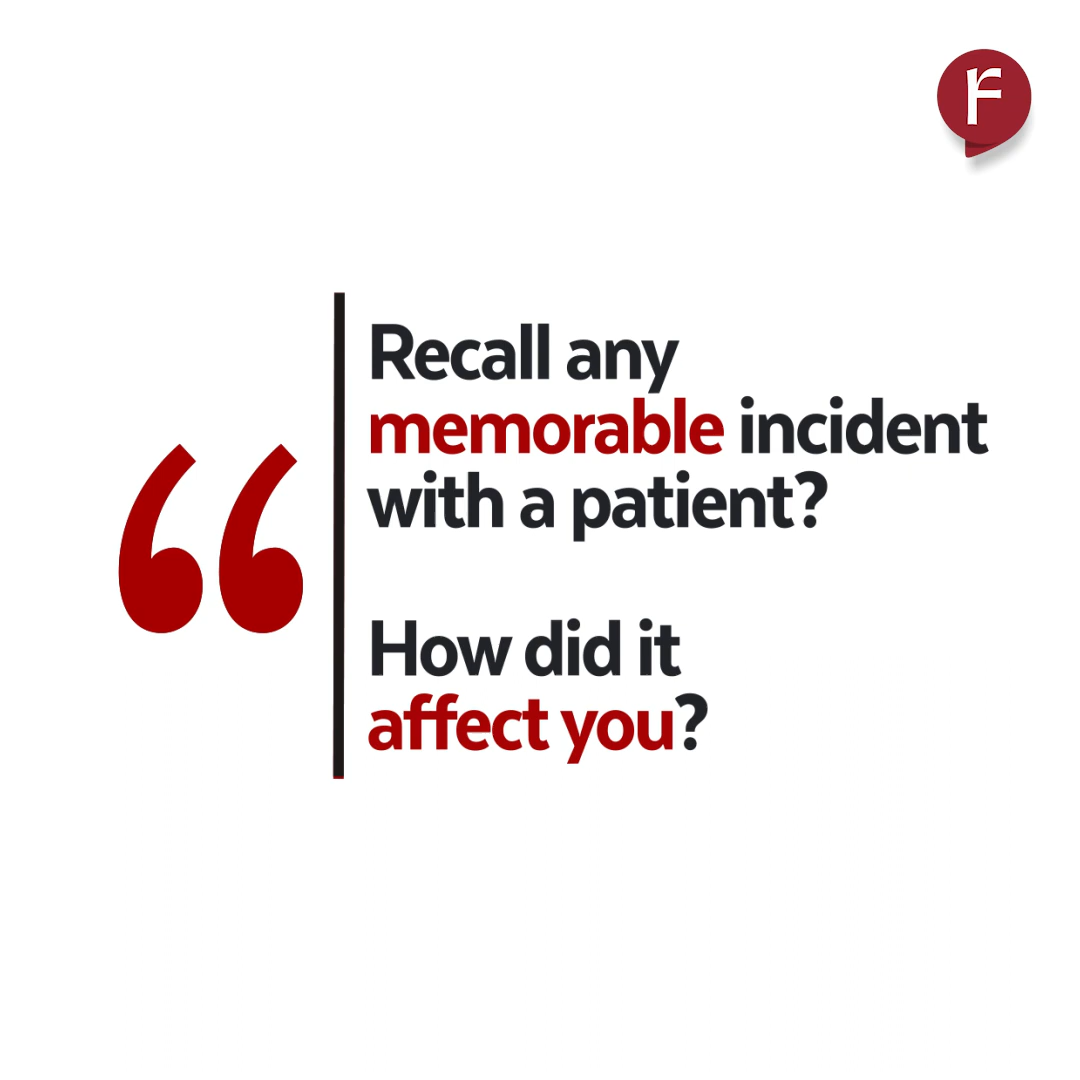 Recall any
memorable incident
with a patient?
How did it
affect you?